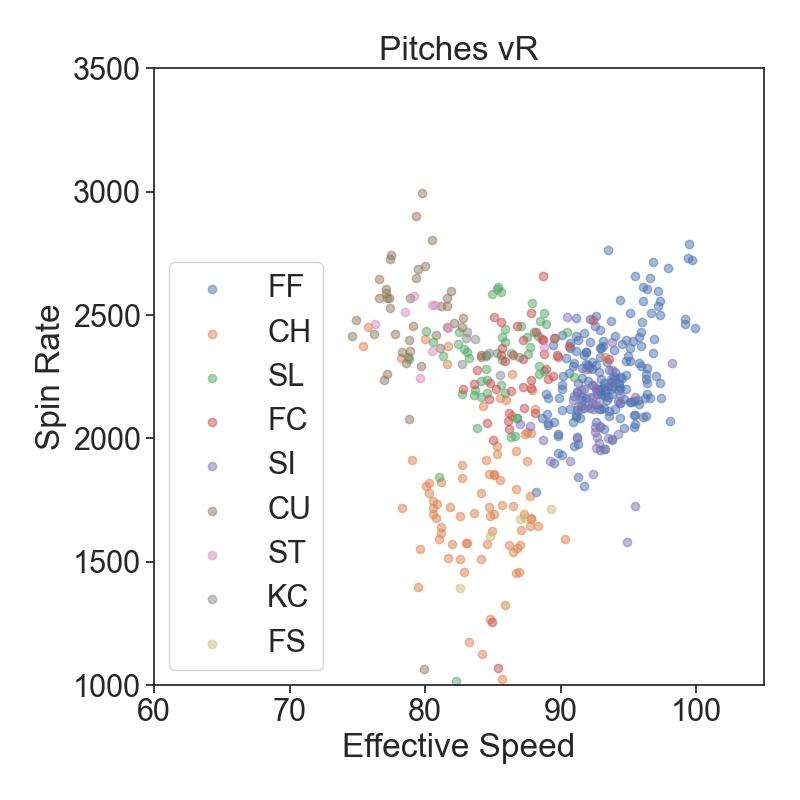 Pitches vR
3500
3000
2500
2000
1500
1000
Spin Rate
FF
CH
SL
FC
SI
CU
ST
KC
FS
60 70 80 90 100
Effective Speed